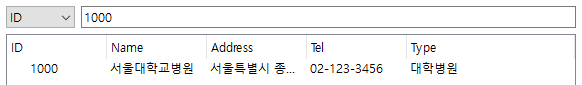 ID 1000
ID Name Address Tel Type
1000 서울대학교병원 서울특별시 종... 02-123-3456 대학병원